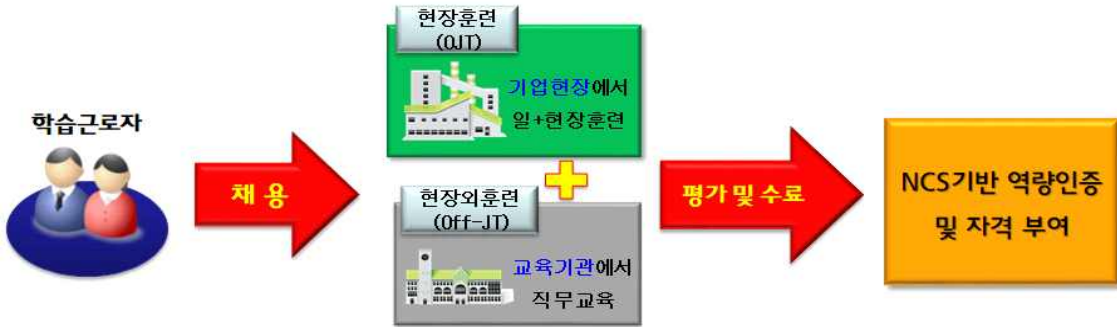 학습근로자
채 용
현장훈련
(OJT)
기업현장에서
일+현장훈련
현장외훈련
(Off-JT)
교육기관에서
직무교육
평가 및 수료
NCS기반 역량인증
및 자격 부여